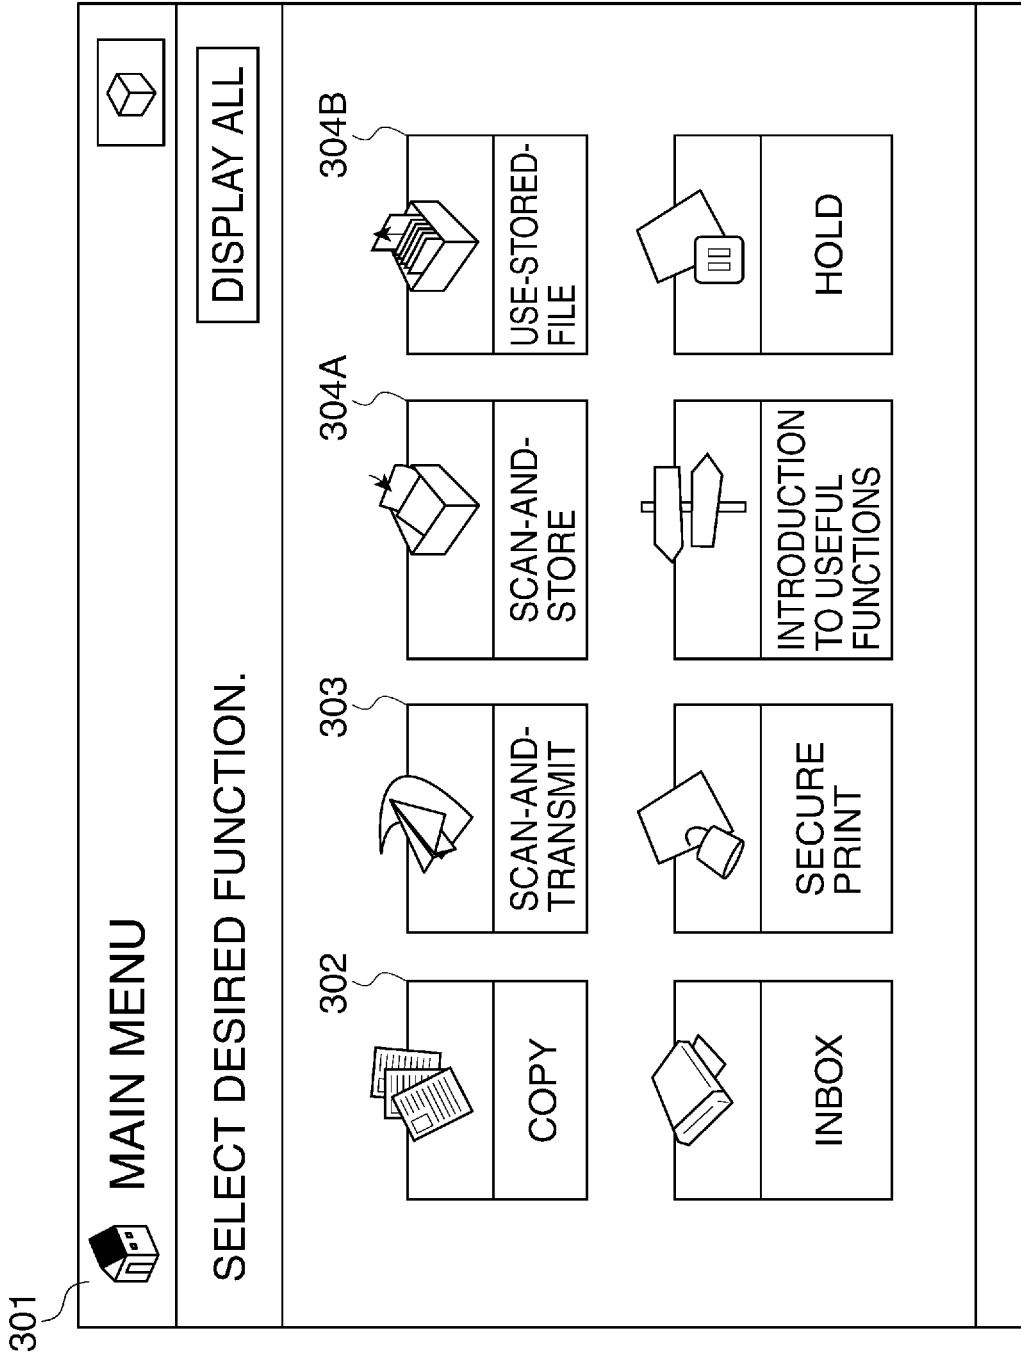 301
MAIN MENU
SELECT DESIRED FUNCTION.
DISPLAY ALL
302
303
304A
304B
COPY
SCAN-AND-
TRANSMIT
SCAN-AND-
STORE
USE-STORED-
FILE
INBOX
SECURE
PRINT
INTRODUCTION
TO USEFUL
FUNCTIONS
HOLD